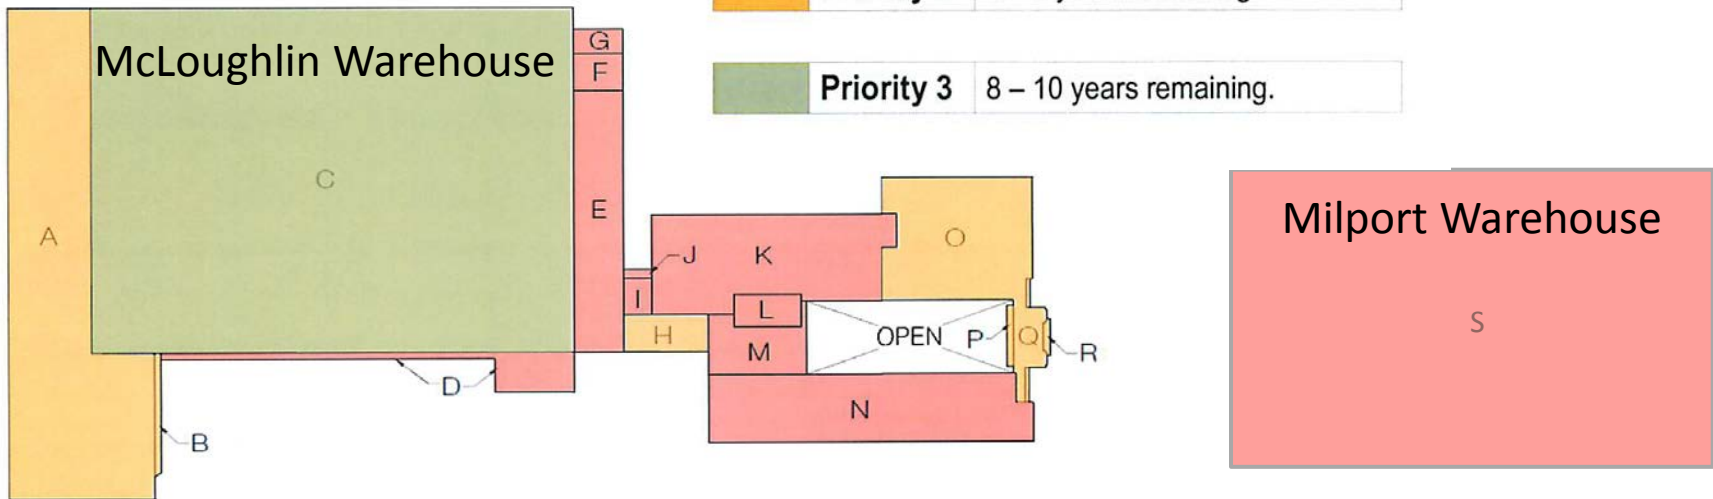 McLoughlin Warehouse
G
F
Priority 3 8 – 10 years remaining.
C
E
A
Milport Warehouse
O
J
K
I
L
S
H
OPEN
P
Q
R
M
D
N
B